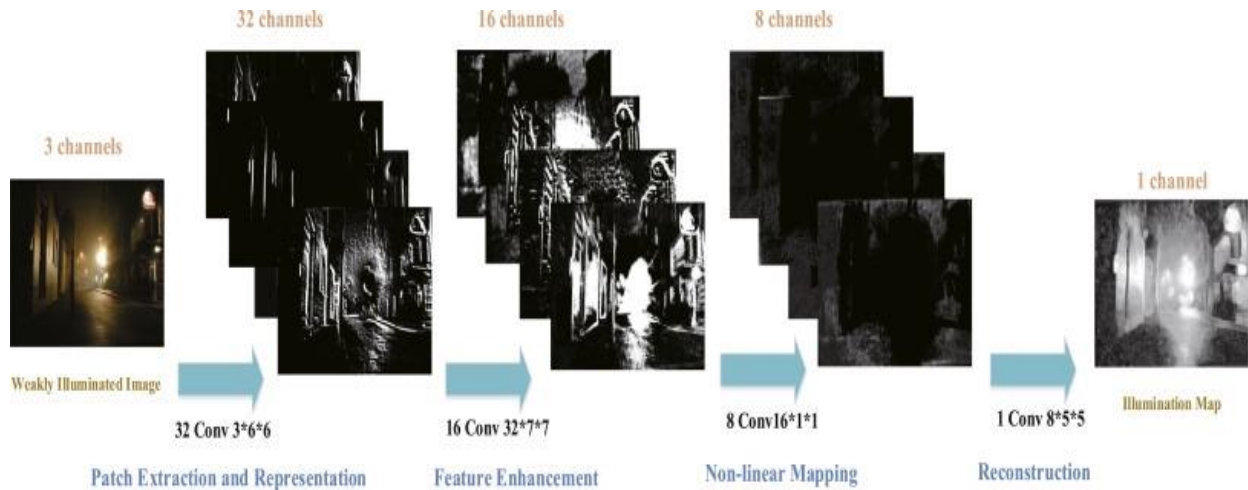 32 channels
16 channels
8 channels
3 channels
1 channel
Weakly Illuminated Image
Illumination Map
32 Conv 3*6*6
16 Conv 32*7*7
8 Conv16*1*1
1 Conv 8*5*5
Patch Extraction and Representation
Feature Enhancement
Non-linear Mapping
Reconstruction